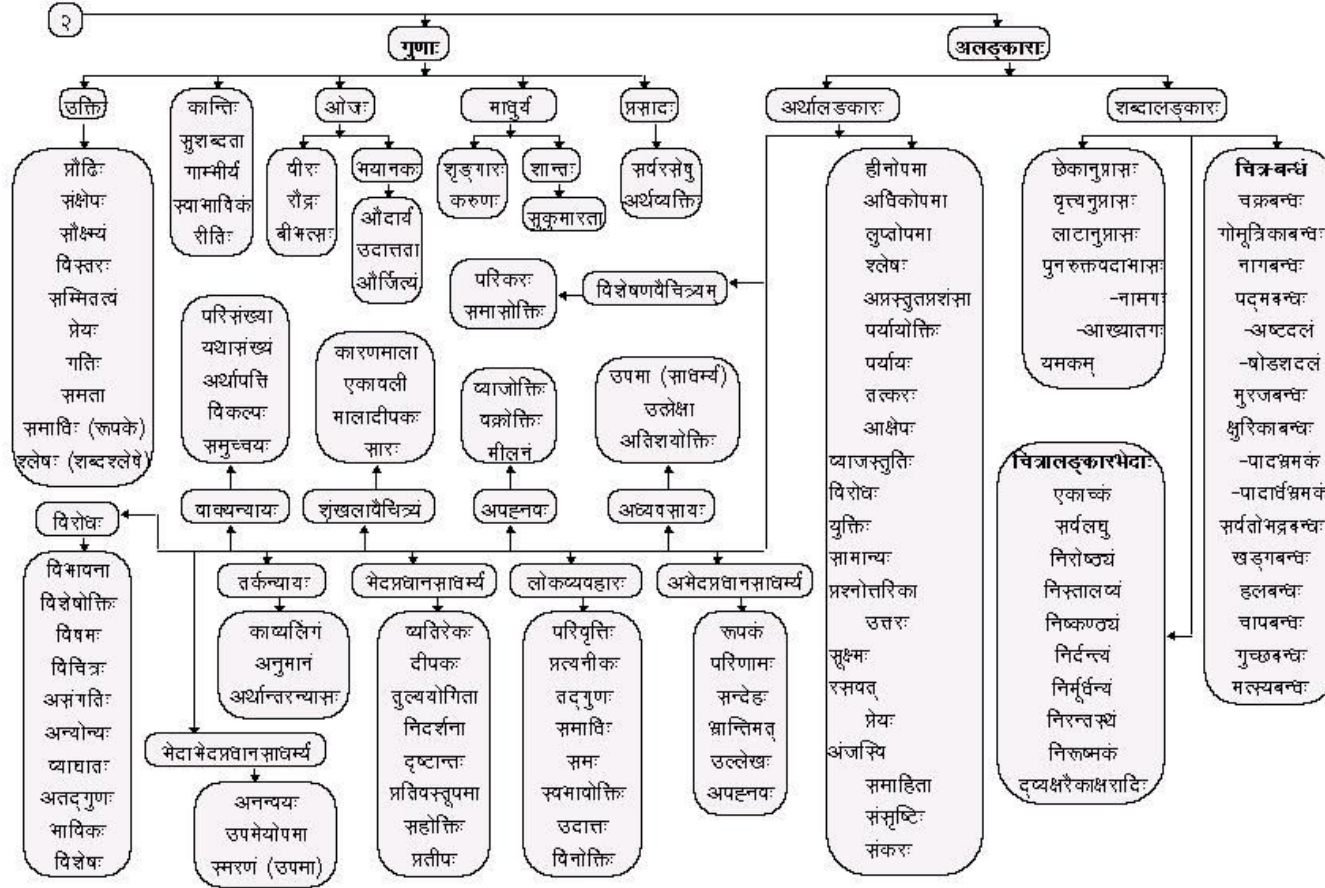 २
गुणाः
अलङ्काराः
उक्तिः
कान्तिः
सुशब्दता
गाम्भीर्य
स्वाभाविकं
रीतिः
ओजः
माधुर्य
प्रसादः
अर्थालङकारः
शब्दालङ्कारः
प्रौढिः
संक्षेपः
सौक्ष्म्यं
विस्तरः
सम्मितत्वं
प्रेयः
गतिः
समता
समाधिः (रूपके)
श्लेषः (शब्दश्लेषे)
वीरः
रौद्रः
बीभत्सः
भयानकः
औदार्य
उदात्तता
और्जित्यं
शृङ्गारः
करुणः
शान्तः
सुकुमारता
सर्वरसेषु
अर्थव्यक्तिः
हीनोपमा
अधिकोपमा
लुप्तोपमा
श्लेषः
अप्रस्तुतप्रशंसा
पर्यायोक्तिः
पर्यायः
तत्करः
आक्षेपः
व्याजस्तुतिः
विरोधः
युक्तिः
सामान्यः
प्रश्नोत्तरिका
उत्तरः
सूक्ष्मः
रसवत्
प्रेयः
अंजस्वि
समाहिता
संसृष्टिः
संकरः
छेकानुप्रासः
वृत्त्यनुप्रासः
लाटानुप्रासः
पुनरुक्तवदाभासः
-नामगः
-आख्यातगः
यमकम्
चित्र-बन्धं
चक्रबन्धः
गोमूत्रिकाबन्धः
नागबन्धः
पद्मबन्धः
-अष्टदलं
-षोडशदलं
मुरजबन्धः
क्षुरिकाबन्धः
-पादभ्रमकं
-पादार्धभ्रमकं
सर्वतोभद्रबन्धः
खड्गबन्धः
हलबन्धः
चापबन्धः
गुच्छबन्धः
मत्स्यबन्धः
परिकरः
समासोक्तिः
विशेषणवैचित्र्यम्
परिसंख्या
यथासंख्यं
अर्थापत्ति
विकल्पः
समुच्चयः
कारणमाला
एकावली
मालादीपकः
सारः
व्याजोक्तिः
वक्रोक्तिः
मीलनं
उपमा (साधर्म्य)
उत्प्रेक्षा
अतिशयोक्तिः
चित्रालङ्कारभेदाः
एकाच्कं
सर्वलघु
निरोष्ठ्यं
निस्तालव्यं
निष्कण्ठ्यं
निर्दन्त्यं
निर्मूर्धन्यं
निरन्तस्थं
निरूष्मकं
द्व्यक्षरैकाक्षरादिः
विरोधः
वाक्यन्यायः
शृंखलावैचित्र्यं
अपह्नवः
अध्यवसायः
विभावना
विशेषोक्तिः
विषमः
विचित्रः
असंगतिः
अन्योन्यः
व्याघातः
अतद्गुणः
भाविकः
विशेषः
तर्कन्यायः
काव्यलिंगं
अनुमानं
अर्थान्तरन्यासः
भेदप्रधानसाधर्म्य
व्यतिरेकः
दीपकः
तुल्ययोगिता
निदर्शना
दृष्टान्तः
प्रतिवस्तूपमा
सहोक्तिः
प्रतीपः
लोकव्यवहारः
परिवृत्तिः
प्रत्यनीकः
तद्गुणः
समाधिः
समः
स्वभावोक्तिः
उदात्तः
विनोक्तिः
अभेदप्रधानसाधर्म्य
रूपकं
परिणामः
सन्देहः
भ्रान्तिमत्
उल्लेखः
अपह्नवः
भेदाभेदप्रधानसाधर्म्य
अनन्वयः
उपमेयोपमा
स्मरणं (उपमा)